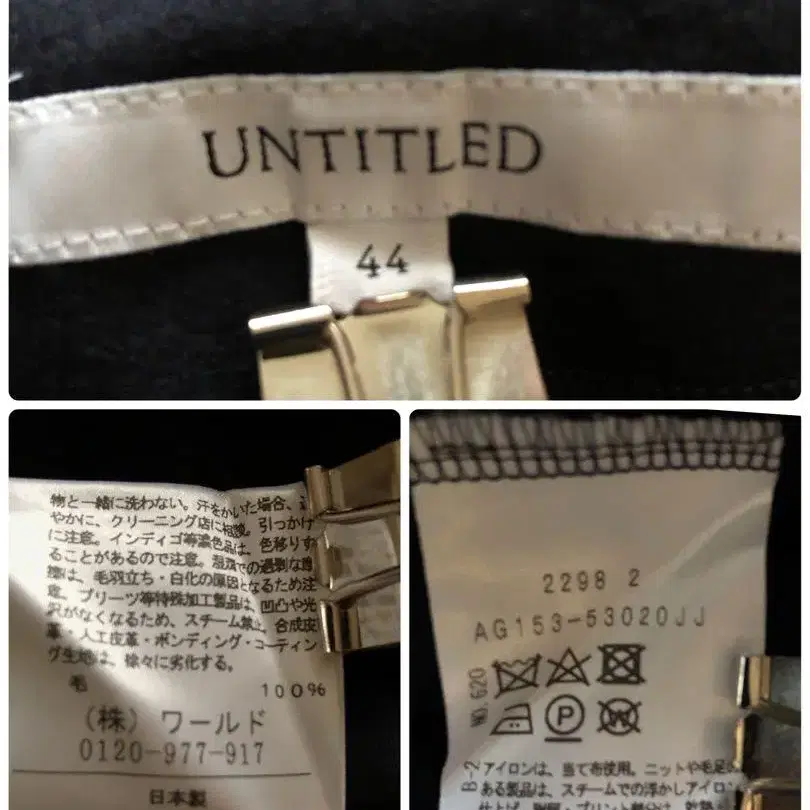 UNTITLED
44
物と一緒に洗わない。汗をかいた場合、速
やかに、クリーニング店に相談。引っかけ
に注意。インディゴ等濃色品は、色移りす
ることがあるので注意。湿潤での過剰な摩
擦は、毛羽立ち・白化の原因となるため注
意。プリーツ等特殊加工製品は、凹凸や光
沢がなくなるため、スチーム禁止。合成皮
革・人工皮革・ボンディング・コーティン
グ生地は、徐々に劣化する。
毛 100%
(株) ワールド
0120-977-917
日本製
2298 2
AG153-53020JJ
NO.620
P
W
B-2
アイロンは、当て布使用。ニットや毛足の
ある製品は、スチームでの浮かしアイロン